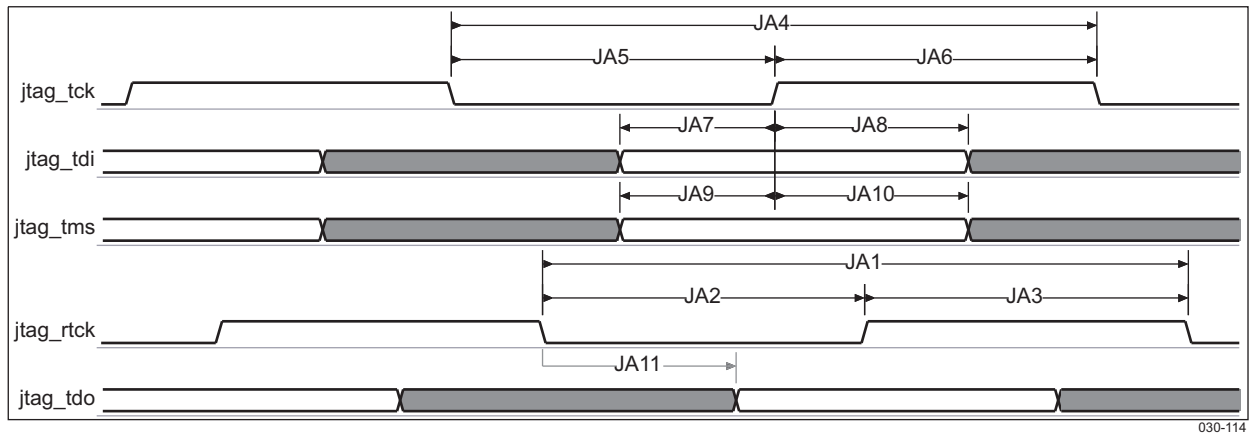 JA4
JA5 JA6
jtag_tck
JA7 JA8
jtag_tdi
JA9 JA10
jtag_tms
JA1
JA2 JA3
jtag_rtck
JA11
jtag_tdo
030-114